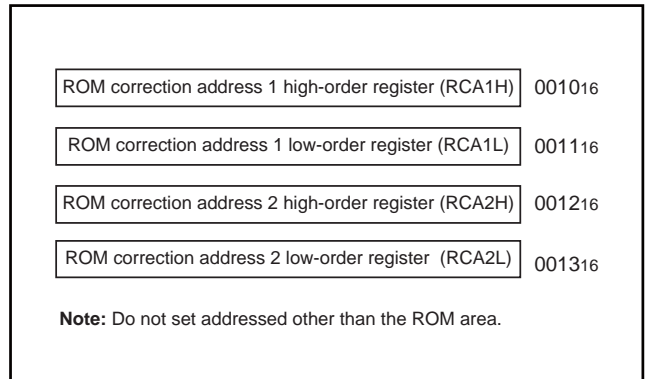 ROM correction address 1 high-order register (RCA1H) 001016
ROM correction address 1 low-order register (RCA1L) 001116
ROM correction address 2 high-order register (RCA2H) 001216
ROM correction address 2 low-order register (RCA2L) 001316
Note: Do not set addressed other than the ROM area.